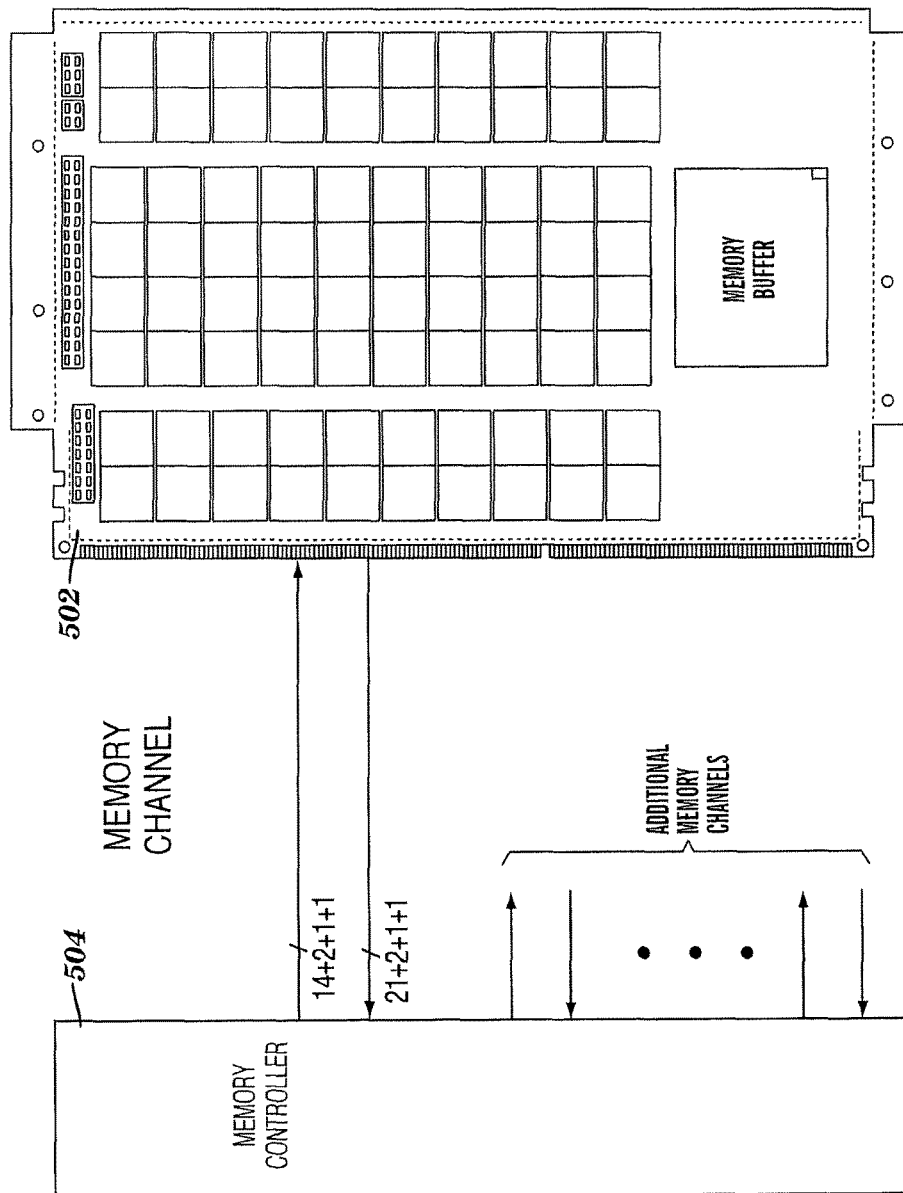 502
MEMORY
BUFFER
MEMORY
CHANNEL
14+2+1+1
21+2+1+1
ADDITIONAL
MEMORY
CHANNELS
504
MEMORY
CONTROLLER